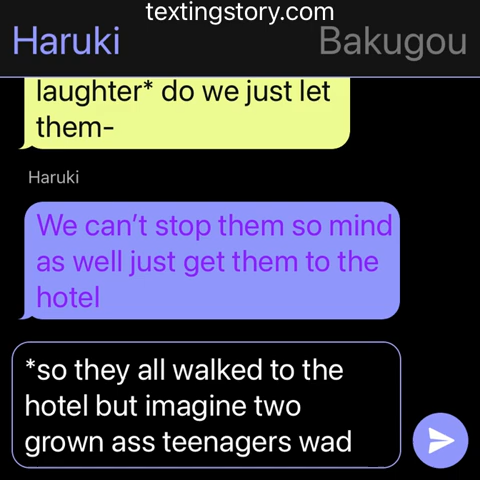 textingstory.com
Haruki
Bakugou
laughter* do we just let
them-
Haruki
We can’t stop them so mind
as well just get them to the
hotel
*so they all walked to the
hotel but imagine two
grown ass teenagers wad